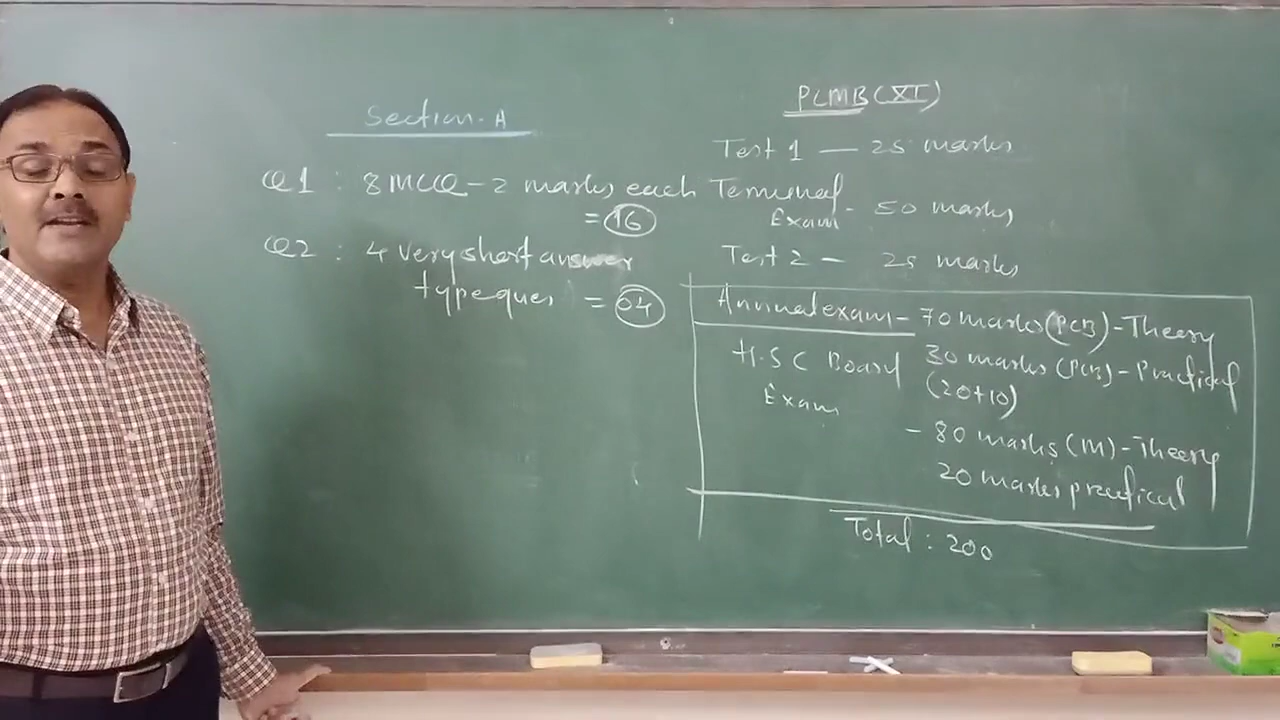 Section-A
Q1 : 8 MCQ - 2 marks each
= 16
Q2 : 4 Very short answer
type ques = 04
PCMB (XI)
Test 1 — 25 marks
Terminal
Exam - 50 marks
Test 2 — 25 marks
Annual exam - 70 marks (PCB) - Theory
H.S.C Board 30 marks (PCB) - Practical
Exam (20+10)
- 80 marks (M) - Theory
20 marks practical
Total : 200